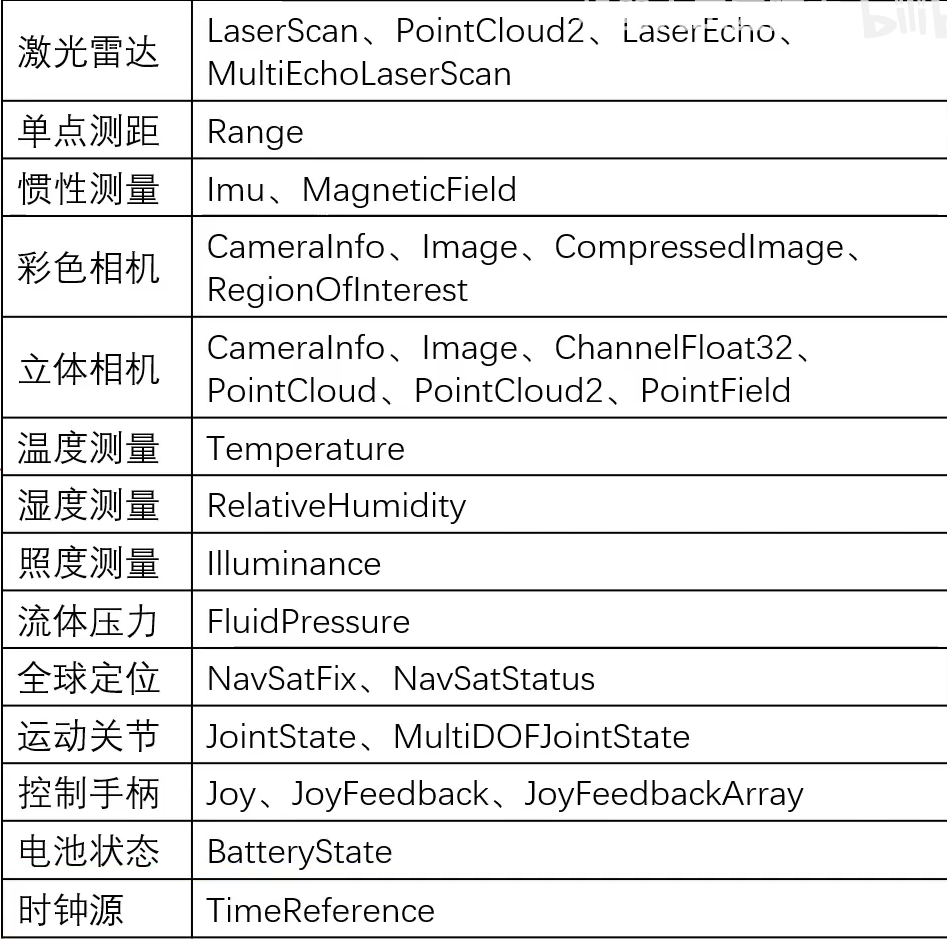 激光雷达
LaserScan、PointCloud2、LaserEcho、
MultiEchoLaserScan
单点测距
Range
惯性测量
Imu、MagneticField
彩色相机
CameraInfo、Image、CompressedImage、
RegionOfInterest
立体相机
CameraInfo、Image、ChannelFloat32、
PointCloud、PointCloud2、PointField
温度测量
Temperature
湿度测量
RelativeHumidity
照度测量
Illuminance
流体压力
FluidPressure
全球定位
NavSatFix、NavSatStatus
运动关节
JointState、MultiDOFJointState
控制手柄
Joy、JoyFeedback、JoyFeedbackArray
电池状态
BatteryState
时钟源
TimeReference